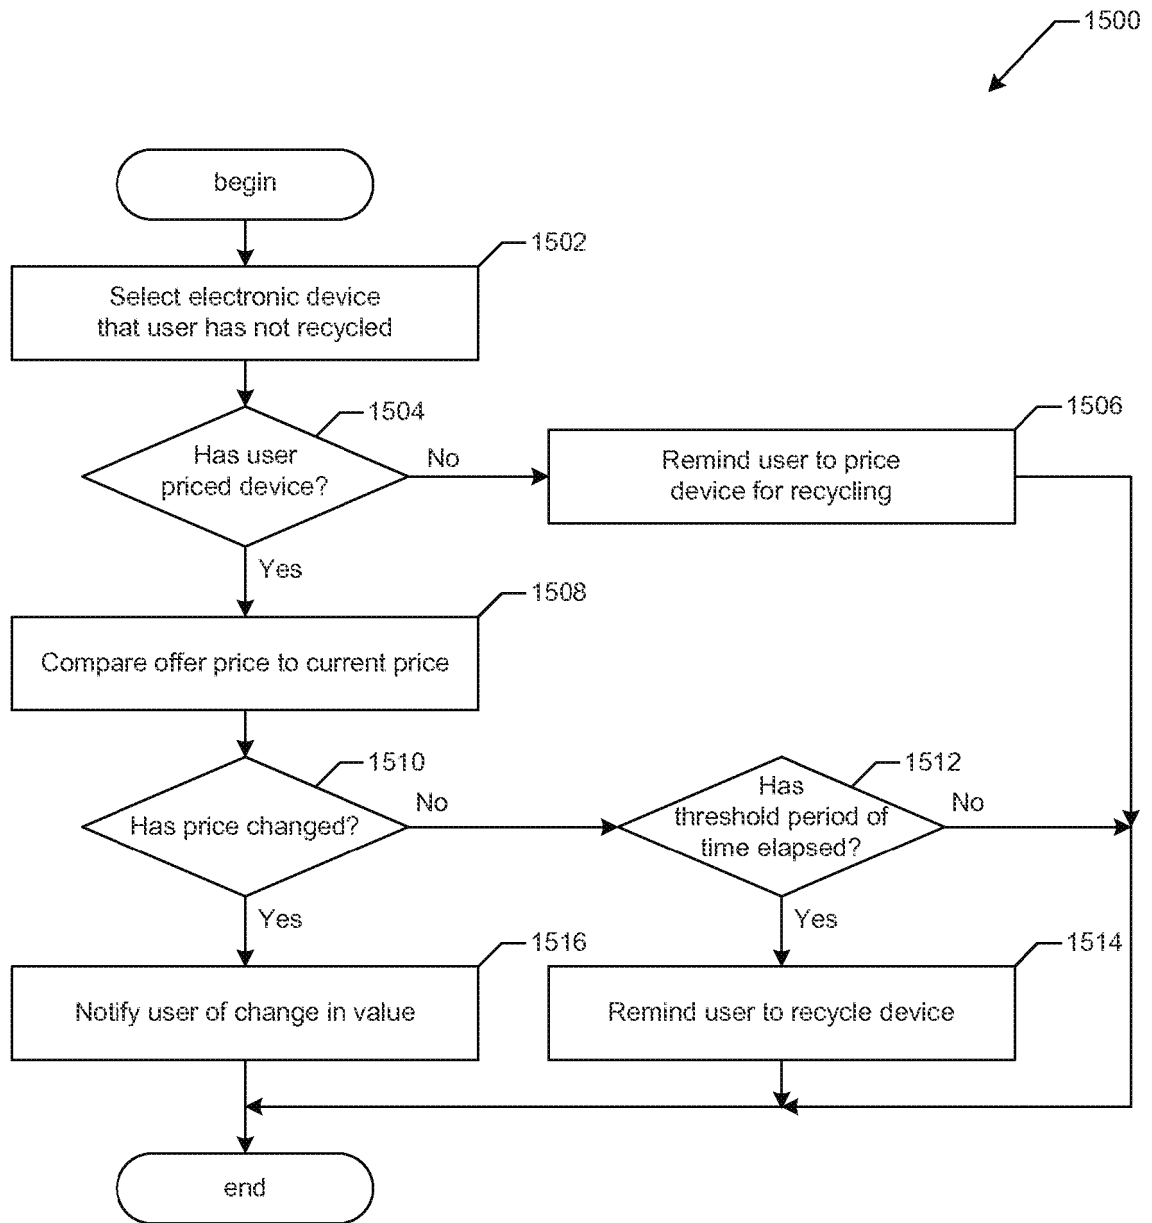 1500
begin
1502
Select electronic device
that user has not recycled
1504
Has user
priced device?
No
1506
Remind user to price
device for recycling
Yes
1508
Compare offer price to current price
1510
Has price changed?
No
1512
Has
threshold period of
time elapsed?
No
Yes
Yes
1516
Notify user of change in value
1514
Remind user to recycle device
end